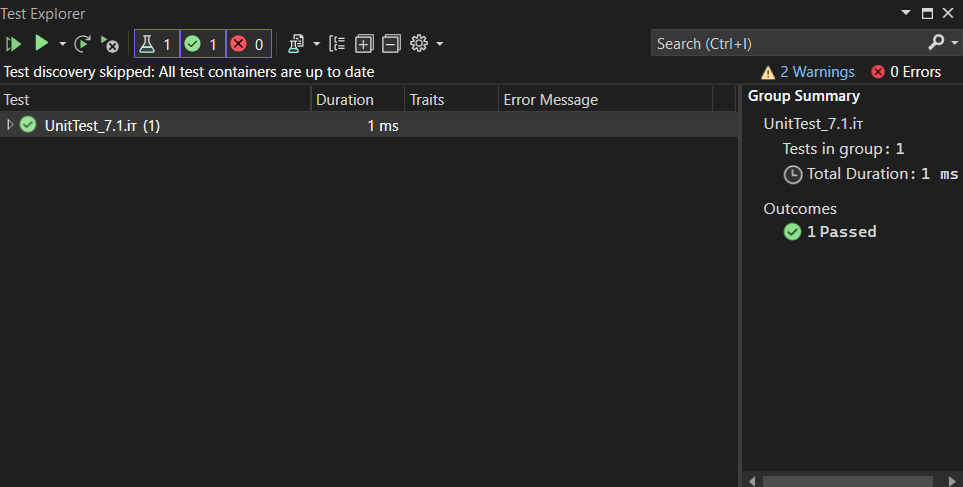 Test Explorer
1 1 0
Search (Ctrl+I)
Test discovery skipped: All test containers are up to date
2 Warnings 0 Errors
Test Duration Traits Error Message
UnitTest_7.1.іт (1) 1 ms
Group Summary
UnitTest_7.1.іт
Tests in group: 1
Total Duration: 1 ms
Outcomes
1 Passed